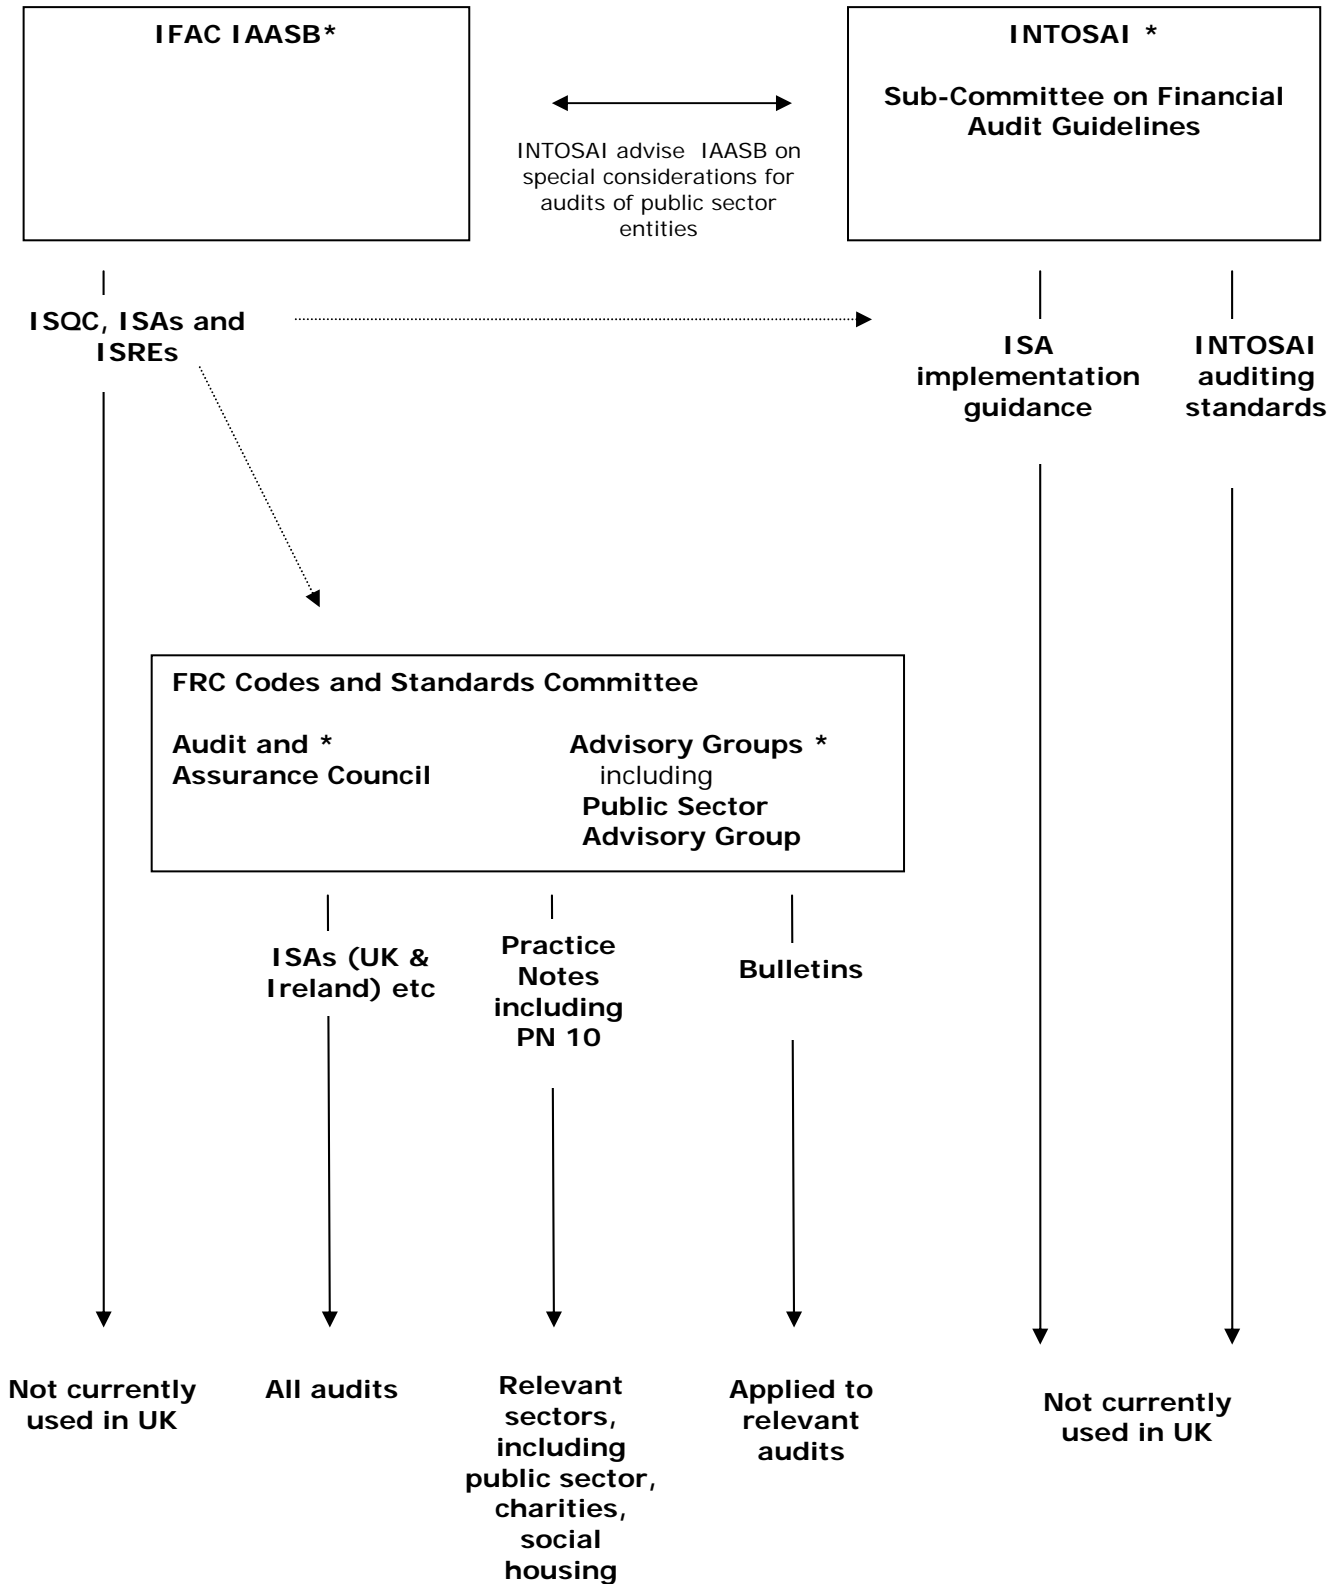 IFAC IAASB*
INTOSAI *
Sub-Committee on Financial
Audit Guidelines
INTOSAI advise IAASB on
special considerations for
audits of public sector
entities
ISQC, ISAs and
ISREs
ISA
implementation
guidance
INTOSAI
auditing
standards
FRC Codes and Standards Committee
Audit and *
Assurance Council
Advisory Groups *
including
Public Sector
Advisory Group
ISAs (UK &
Ireland) etc
Practice
Notes
including
PN 10
Bulletins
Not currently
used in UK
All audits
Relevant
sectors,
including
public sector,
charities,
social
housing
Applied to
relevant
audits
Not currently
used in UK